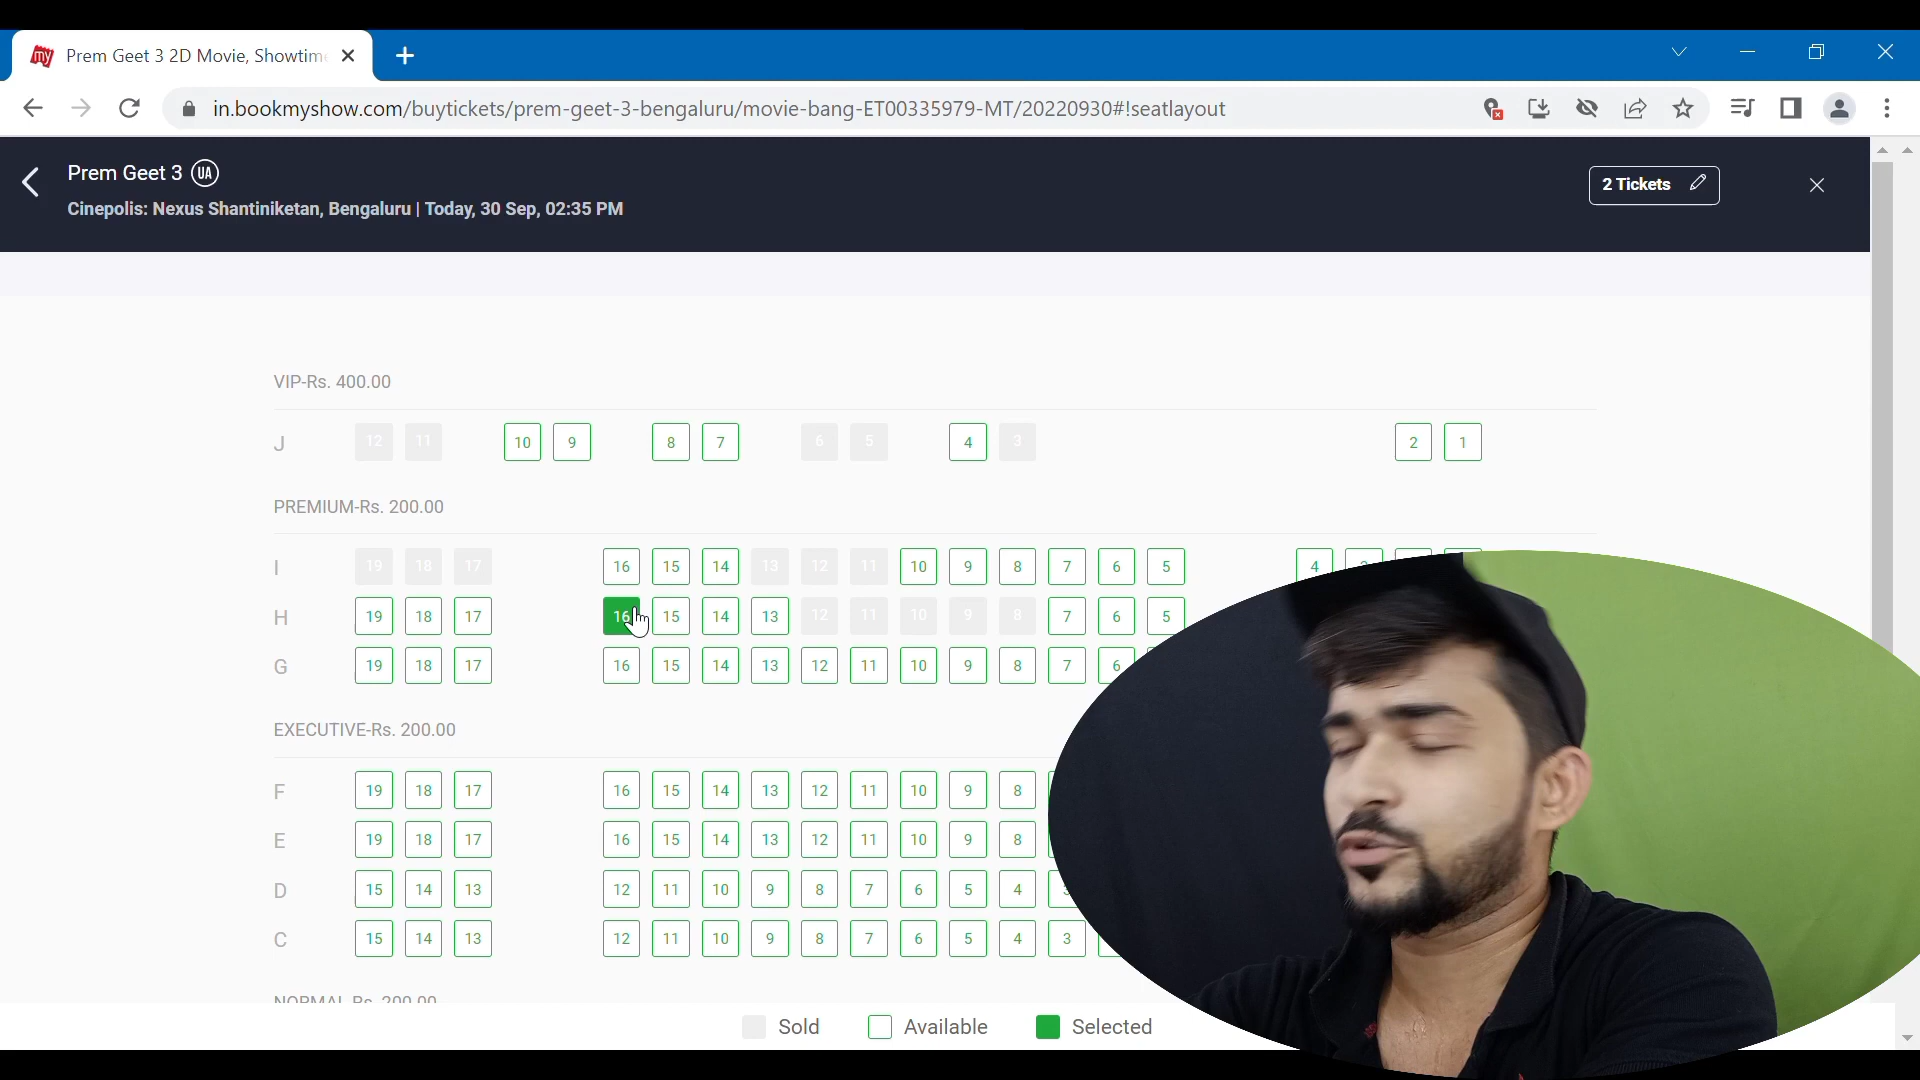 my Prem Geet 3 2D Movie, Showtim
in.bookmyshow.com/buytickets/prem-geet-3-bengaluru/movie-bang-ET00335979-MT/20220930#!seatlayout
Prem Geet 3 UA
Cinepolis: Nexus Shantiniketan, Bengaluru | Today, 30 Sep, 02:35 PM
2 Tickets
VIP-Rs. 400.00
J 12 11 10 9 8 7 6 5 4 3 2 1
PREMIUM-Rs. 200.00
I 19 18 17 16 15 14 13 12 11 10 9 8 7 6 5 4
H 19 18 17 16 15 14 13 12 11 10 9 8 7 6 5
G 19 18 17 16 15 14 13 12 11 10 9 8 7 6
EXECUTIVE-Rs. 200.00
F 19 18 17 16 15 14 13 12 11 10 9 8
E 19 18 17 16 15 14 13 12 11 10 9 8
D 15 14 13 12 11 10 9 8 7 6 5 4
C 15 14 13 12 11 10 9 8 7 6 5 4 3
NORMAL-Rs. 200.00
Sold Available Selected